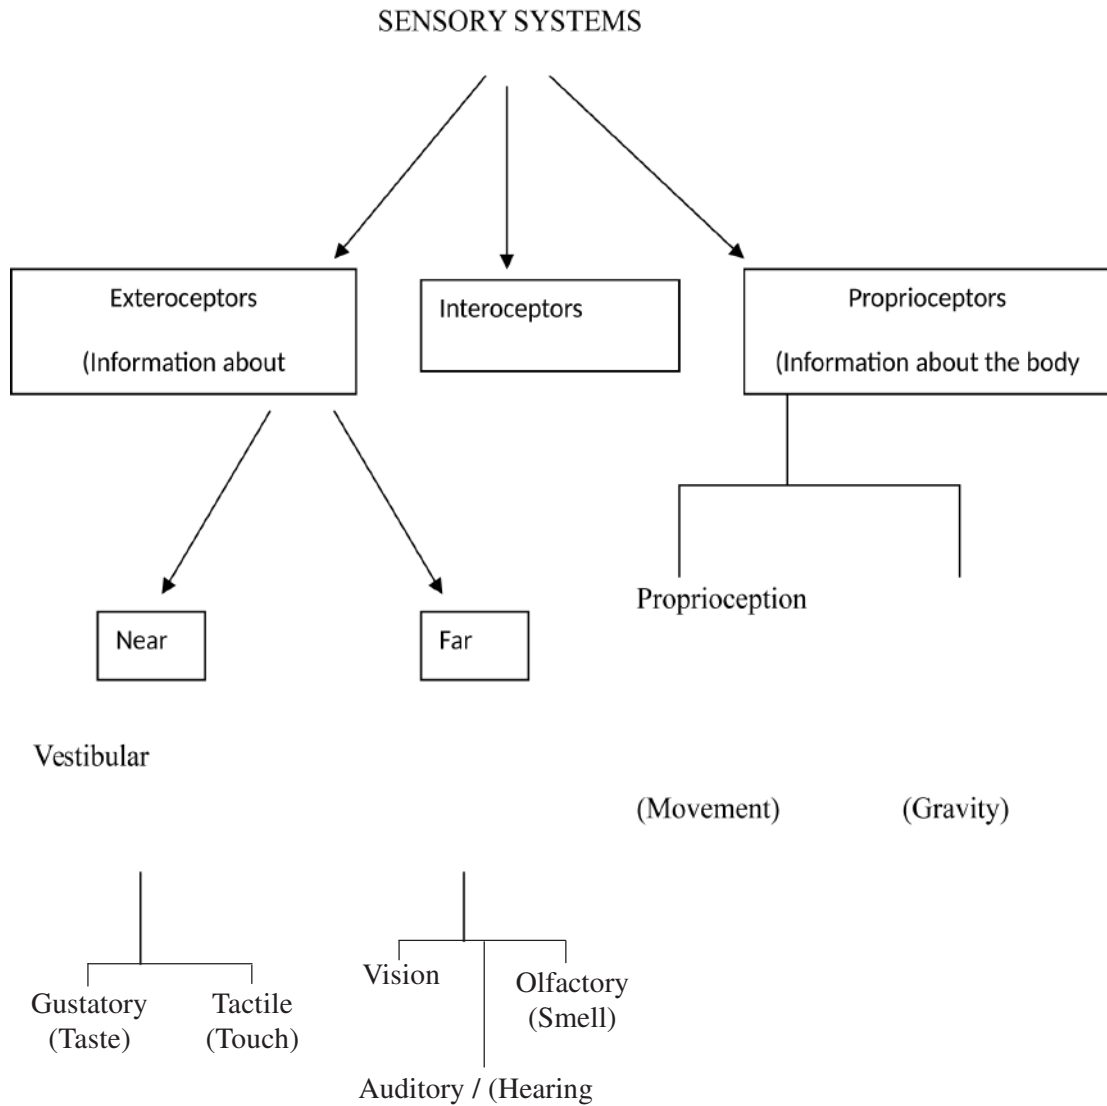 SENSORY SYSTEMS
Exteroceptors
(Information about
Interoceptors
Proprioceptors
(Information about the body
Near
Far
Proprioception
Vestibular
(Movement)
(Gravity)
Gustatory
(Taste)
Tactile
(Touch)
Vision
Olfactory
(Smell)
Auditory / (Hearing